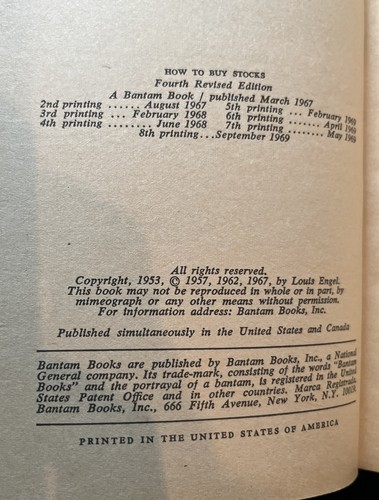 HOW TO BUY STOCKS
Fourth Revised Edition
A Bantam Book / published March 1967
2nd printing ...... August 1967 5th printing ... February 1969
3rd printing ... February 1968 6th printing ........ April 1969
4th printing ........ June 1968 7th printing ........ May 1969
8th printing...September 1969
All rights reserved.
Copyright, 1953, © 1957, 1962, 1967, by Louis Engel.
This book may not be reproduced in whole or in part, by
mimeograph or any other means without permission.
For information address: Bantam Books, Inc.
Published simultaneously in the United States and Canada
Bantam Books are published by Bantam Books, Inc., a National
General company. Its trade-mark, consisting of the words "Bantam
Books" and the portrayal of a bantam, is registered in the United
States Patent Office and in other countries. Marca Registrada.
Bantam Books, Inc., 666 Fifth Avenue, New York, N.Y. 10019.
PRINTED IN THE UNITED STATES OF AMERICA